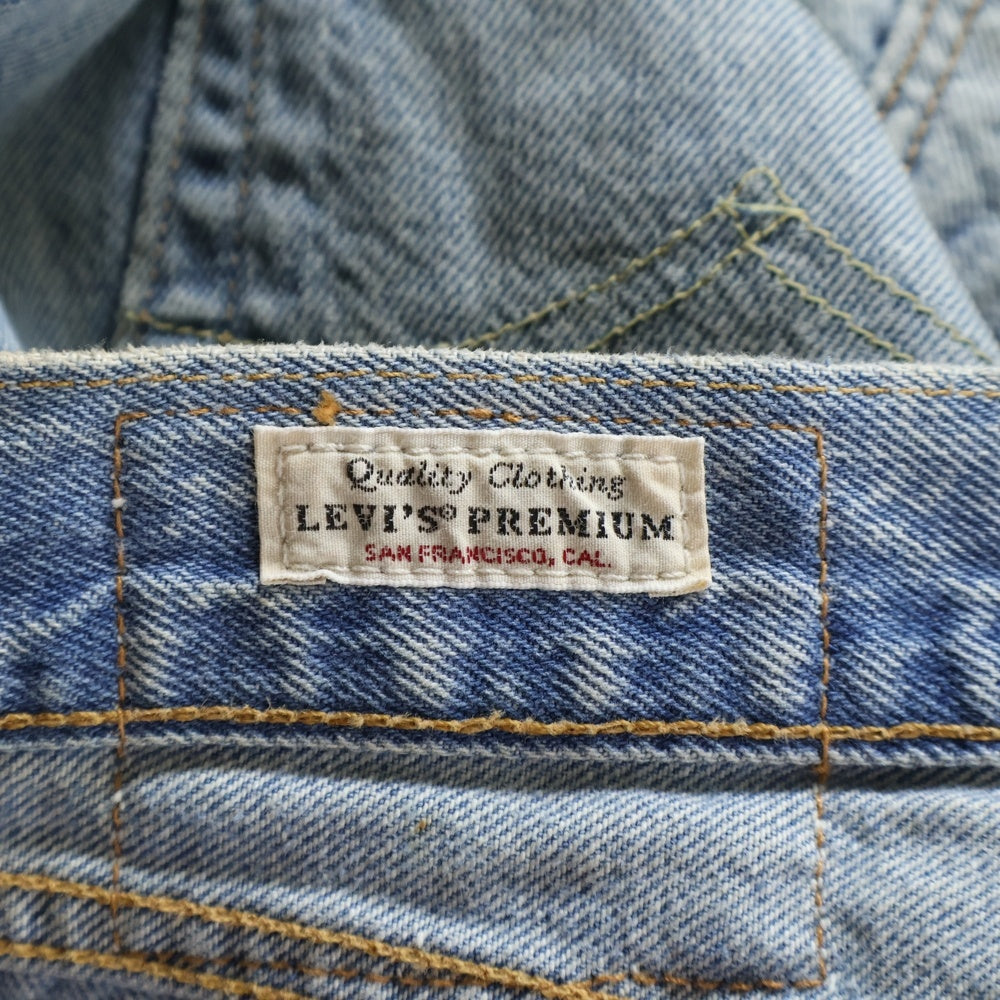 Quality Clothing
LEVI'S® PREMIUM
SAN FRANCISCO, CAL.